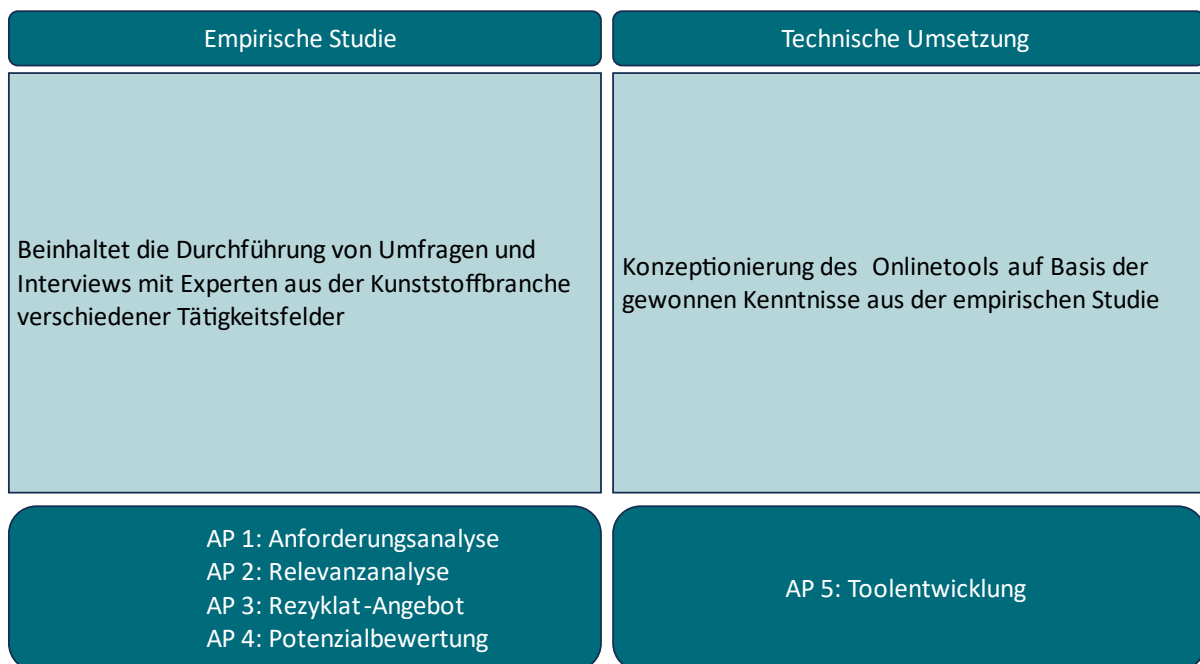 Empirische Studie
Beinhaltet die Durchführung von Umfragen und
Interviews mit Experten aus der Kunststoffbranche
verschiedener Tätigkeitsfelder
AP 1: Anforderungsanalyse
AP 2: Relevanzanalyse
AP 3: Rezyklat-Angebot
AP 4: Potenzialbewertung
Technische Umsetzung
Konzeptionierung des Onlinetools auf Basis der
gewonnen Kenntnisse aus der empirischen Studie
AP 5: Toolentwicklung